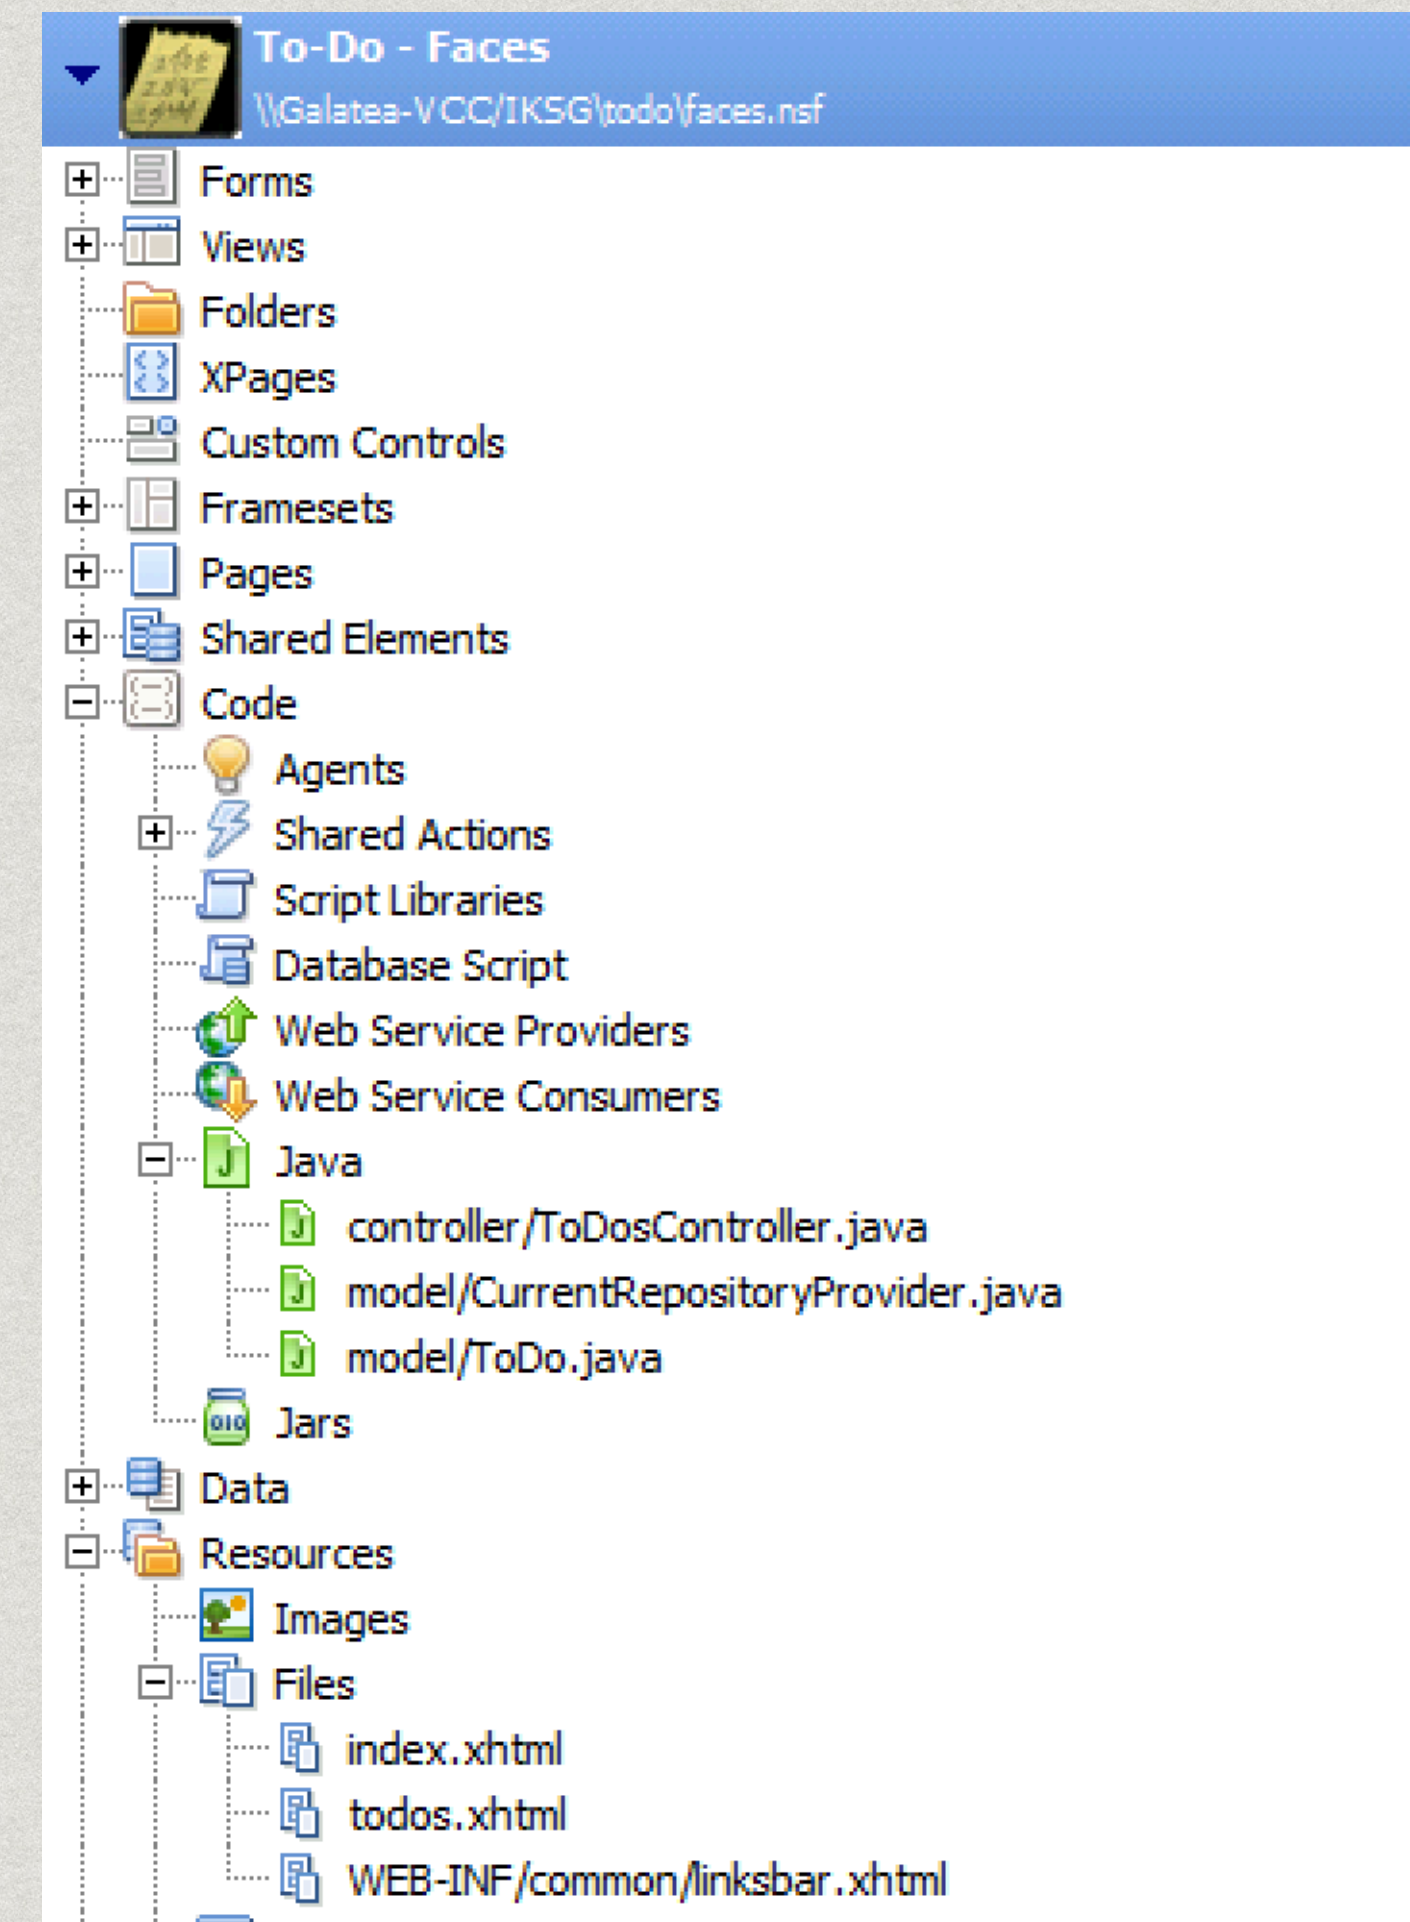 To-Do - Faces
\\Galatea-VCC/IKSG\todo\faces.nsf
Forms
Views
Folders
XPages
Custom Controls
Framesets
Pages
Shared Elements
Code
Agents
Shared Actions
Script Libraries
Database Script
Web Service Providers
Web Service Consumers
Java
controller/ToDosController.java
model/CurrentRepositoryProvider.java
model/ToDo.java
Jars
Data
Resources
Images
Files
index.xhtml
todos.xhtml
WEB-INF/common/linksbar.xhtml